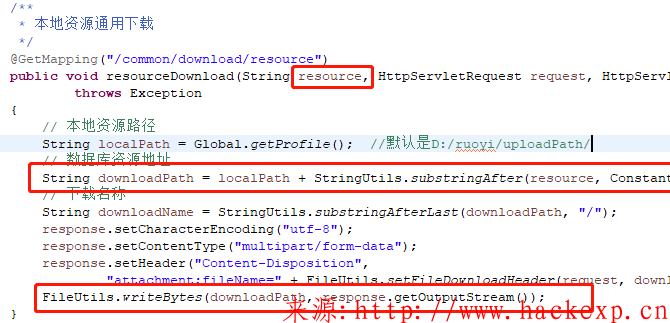 /**
 * 本地资源通用下载
 */
@GetMapping("/common/download/resource")
public void resourceDownload(String resource, HttpServletRequest request, HttpServl
        throws Exception
{
    // 本地资源路径
    String localPath = Global.getProfile();  //默认是D:/ruoyi/uploadPath/
    // 数据库资源地址
    String downloadPath = localPath + StringUtils.substringAfter(resource, Constant
    // 下载名称
    String downloadName = StringUtils.substringAfterLast(downloadPath, "/");
    response.setCharacterEncoding("utf-8");
    response.setContentType("multipart/form-data");
    response.setHeader("Content-Disposition",
            "attachment;fileName=" + FileUtils.setFileDownloadHeader(request, downl
    FileUtils.writeBytes(downloadPath, response.getOutputStream());
}
来源:http://www.hackexp.cn